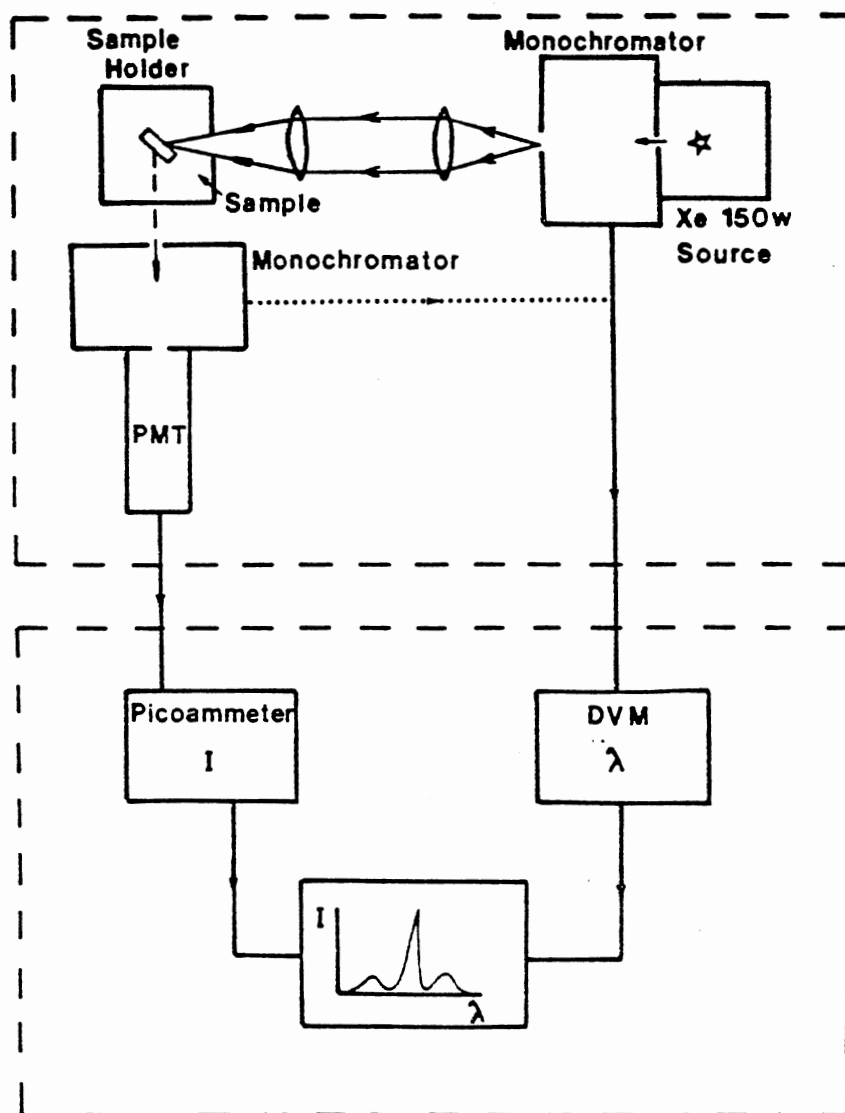 Sample
Holder
Monochromator
Sample
Xe 150w
Source
Monochromator
PMT
Picoammeter
I
DVM
λ
I
λ